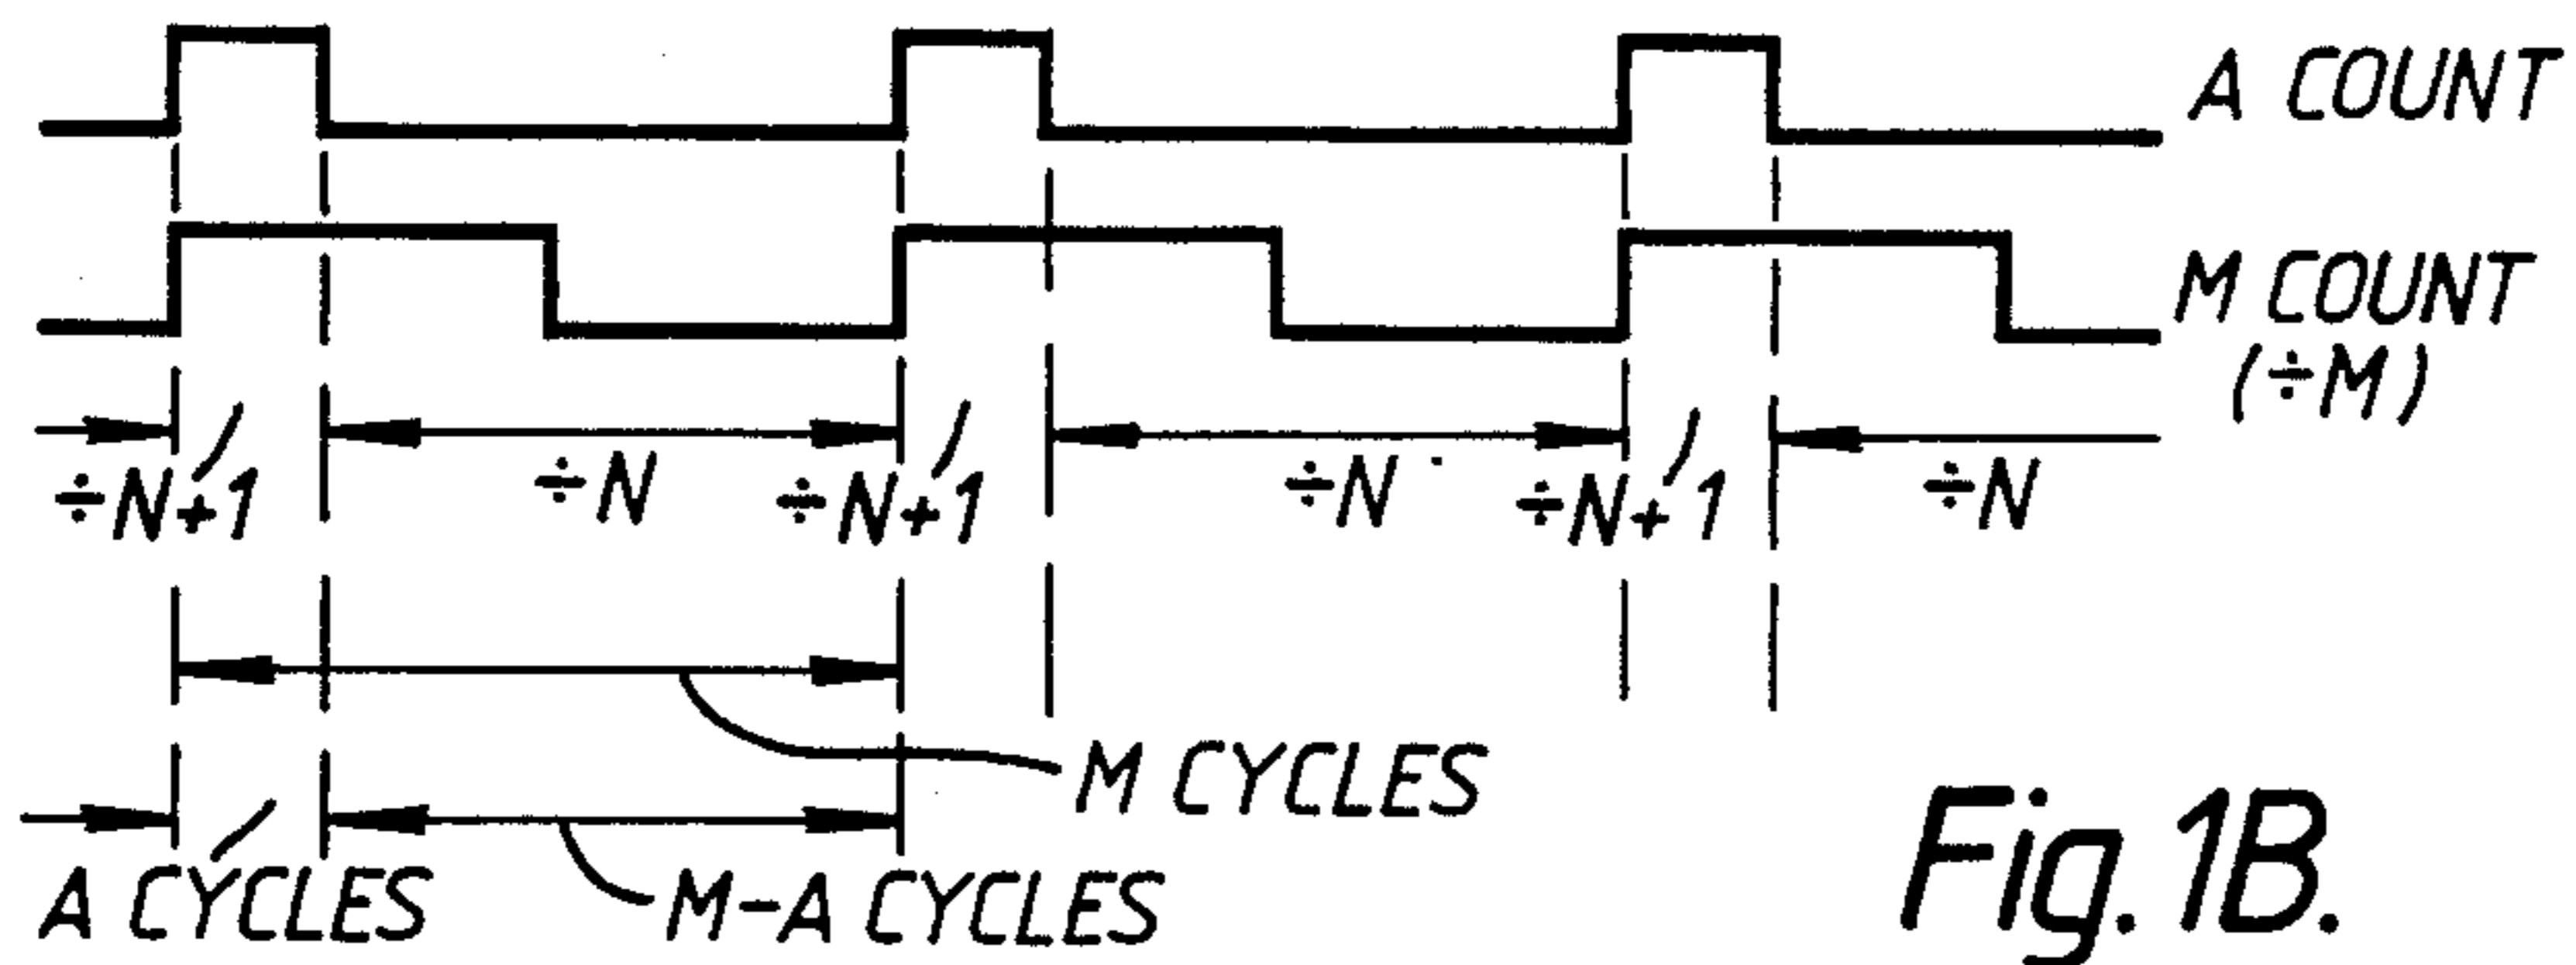 A COUNT
M COUNT
(÷M)
÷N+1
÷N
÷N+1
÷N
÷N+1
÷N
M CYCLES
A CYCLES
M-A CYCLES
Fig. 1B.